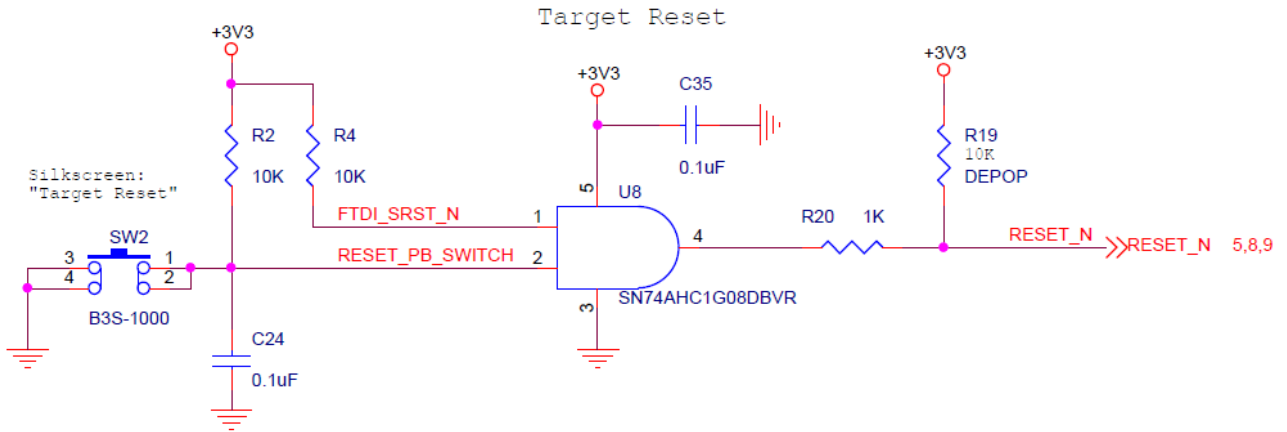 Target Reset
+3V3
+3V3
+3V3
C35
0.1uF
R2
10K
R4
10K
R19
10K
DEPOP
Silkscreen:
"Target Reset"
SW2
3
4
1
2
B3S-1000
FTDI_SRST_N
RESET_PB_SWITCH
1
2
5
U8
4
3
SN74AHC1G08DBVR
R20 1K
RESET_N
RESET_N 5,8,9
C24
0.1uF